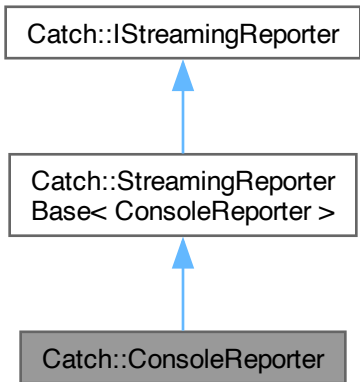 Catch::IStreamingReporter
Catch::StreamingReporter
Base< ConsoleReporter >
Catch::ConsoleReporter